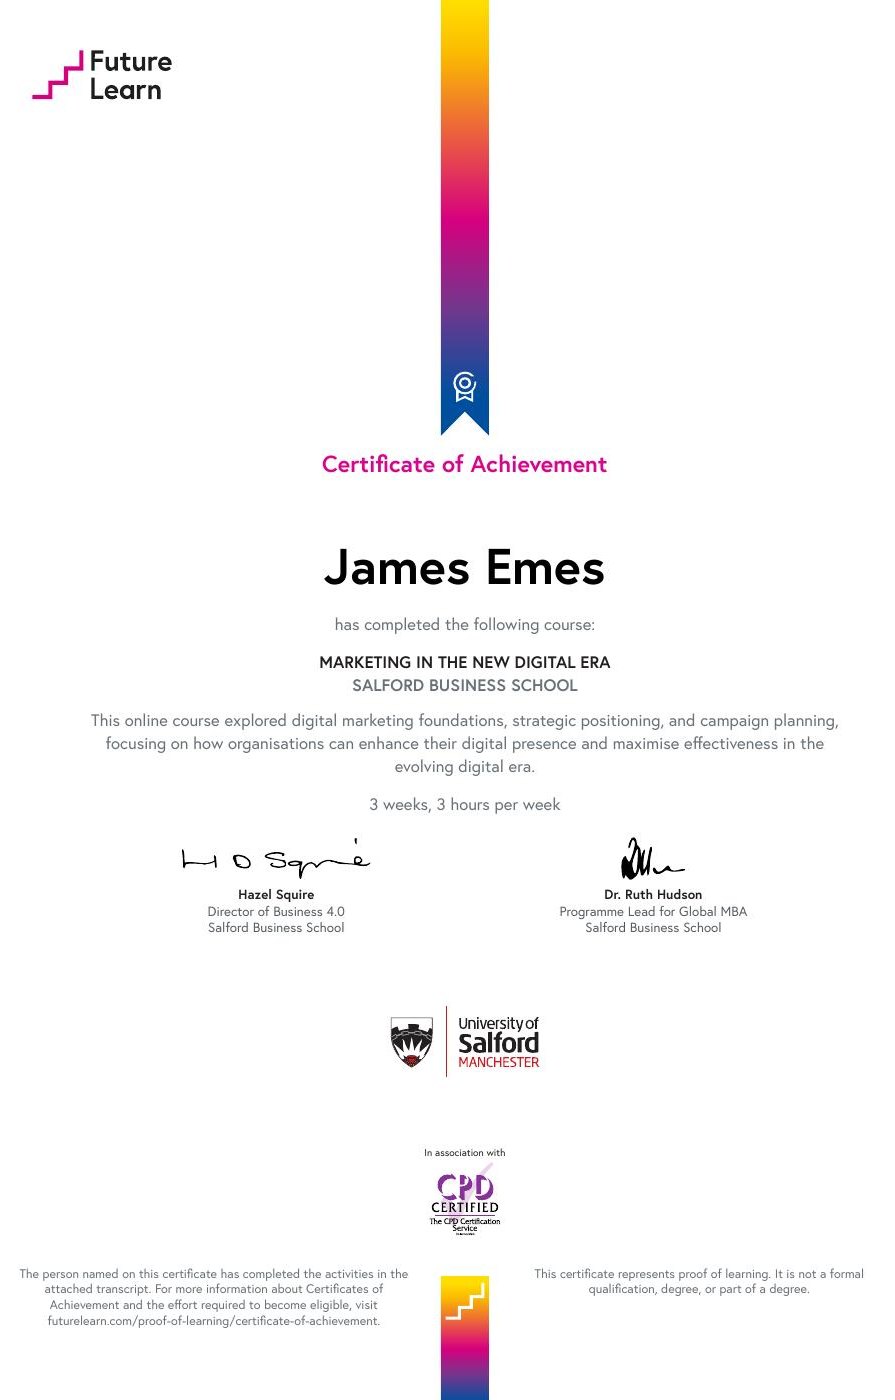 Future
Learn
Certificate of Achievement
James Emes
has completed the following course:
MARKETING IN THE NEW DIGITAL ERA
SALFORD BUSINESS SCHOOL
This online course explored digital marketing foundations, strategic positioning, and campaign planning,
focusing on how organisations can enhance their digital presence and maximise effectiveness in the
evolving digital era.
3 weeks, 3 hours per week
H D Squire
Hazel Squire
Director of Business 4.0
Salford Business School
Dr. Ruth Hudson
Programme Lead for Global MBA
Salford Business School
University of
Salford
MANCHESTER
In association with
CPD
CERTIFIED
The CPD Certification
Service
The person named on this certificate has completed the activities in the
attached transcript. For more information about Certificates of
Achievement and the effort required to become eligible, visit
futurelearn.com/proof-of-learning/certificate-of-achievement.
This certificate represents proof of learning. It is not a formal
qualification, degree, or part of a degree.